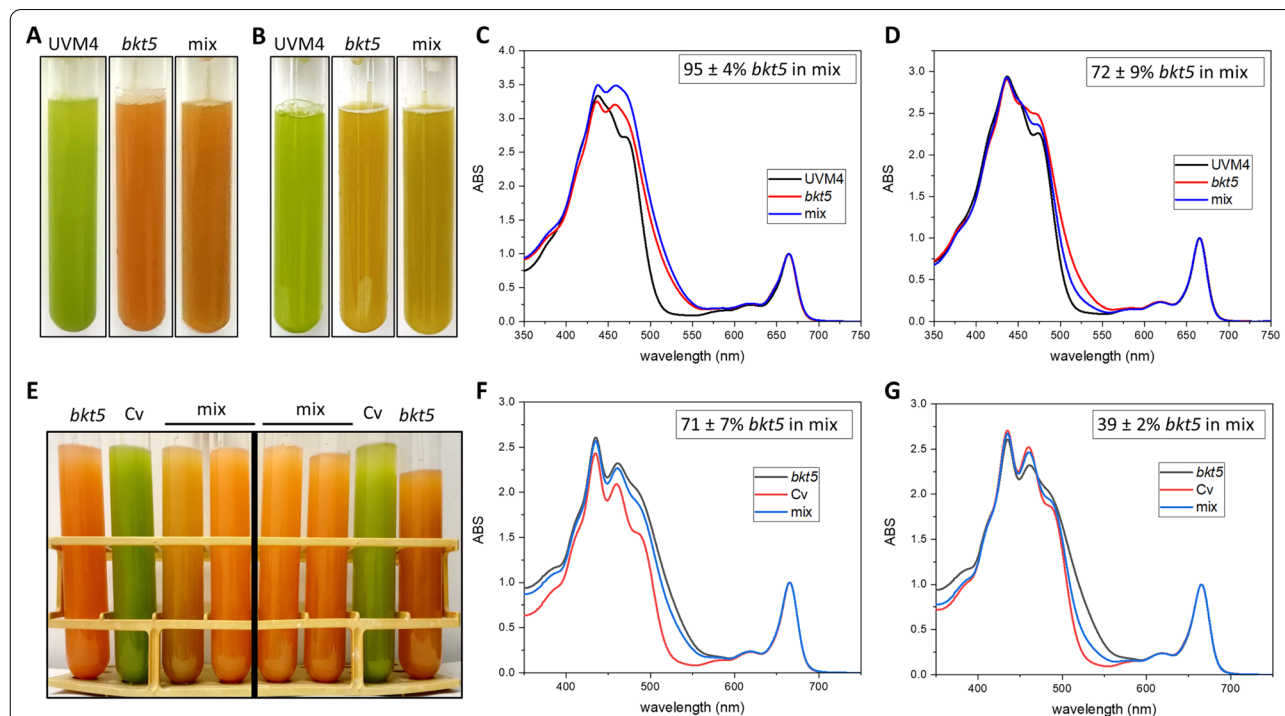 A
UVM4 bkt5 mix
B
UVM4 bkt5 mix
C
95 ± 4% bkt5 in mix
UVM4
bkt5
mix
ABS
4.0
3.5
3.0
2.5
2.0
1.5
1.0
0.5
0.0
350 400 450 500 550 600 650 700 750
wavelength (nm)
D
72 ± 9% bkt5 in mix
UVM4
bkt5
mix
ABS
3.0
2.5
2.0
1.5
1.0
0.5
0.0
350 400 450 500 550 600 650 700 750
wavelength (nm)
E
bkt5 Cv mix mix Cv bkt5
F
71 ± 7% bkt5 in mix
bkt5
Cv
mix
ABS
3.0
2.5
2.0
1.5
1.0
0.5
0.0
400 500 600 700
wavelength (nm)
G
39 ± 2% bkt5 in mix
bkt5
Cv
mix
ABS
3.0
2.5
2.0
1.5
1.0
0.5
0.0
400 500 600 700
wavelength (nm)